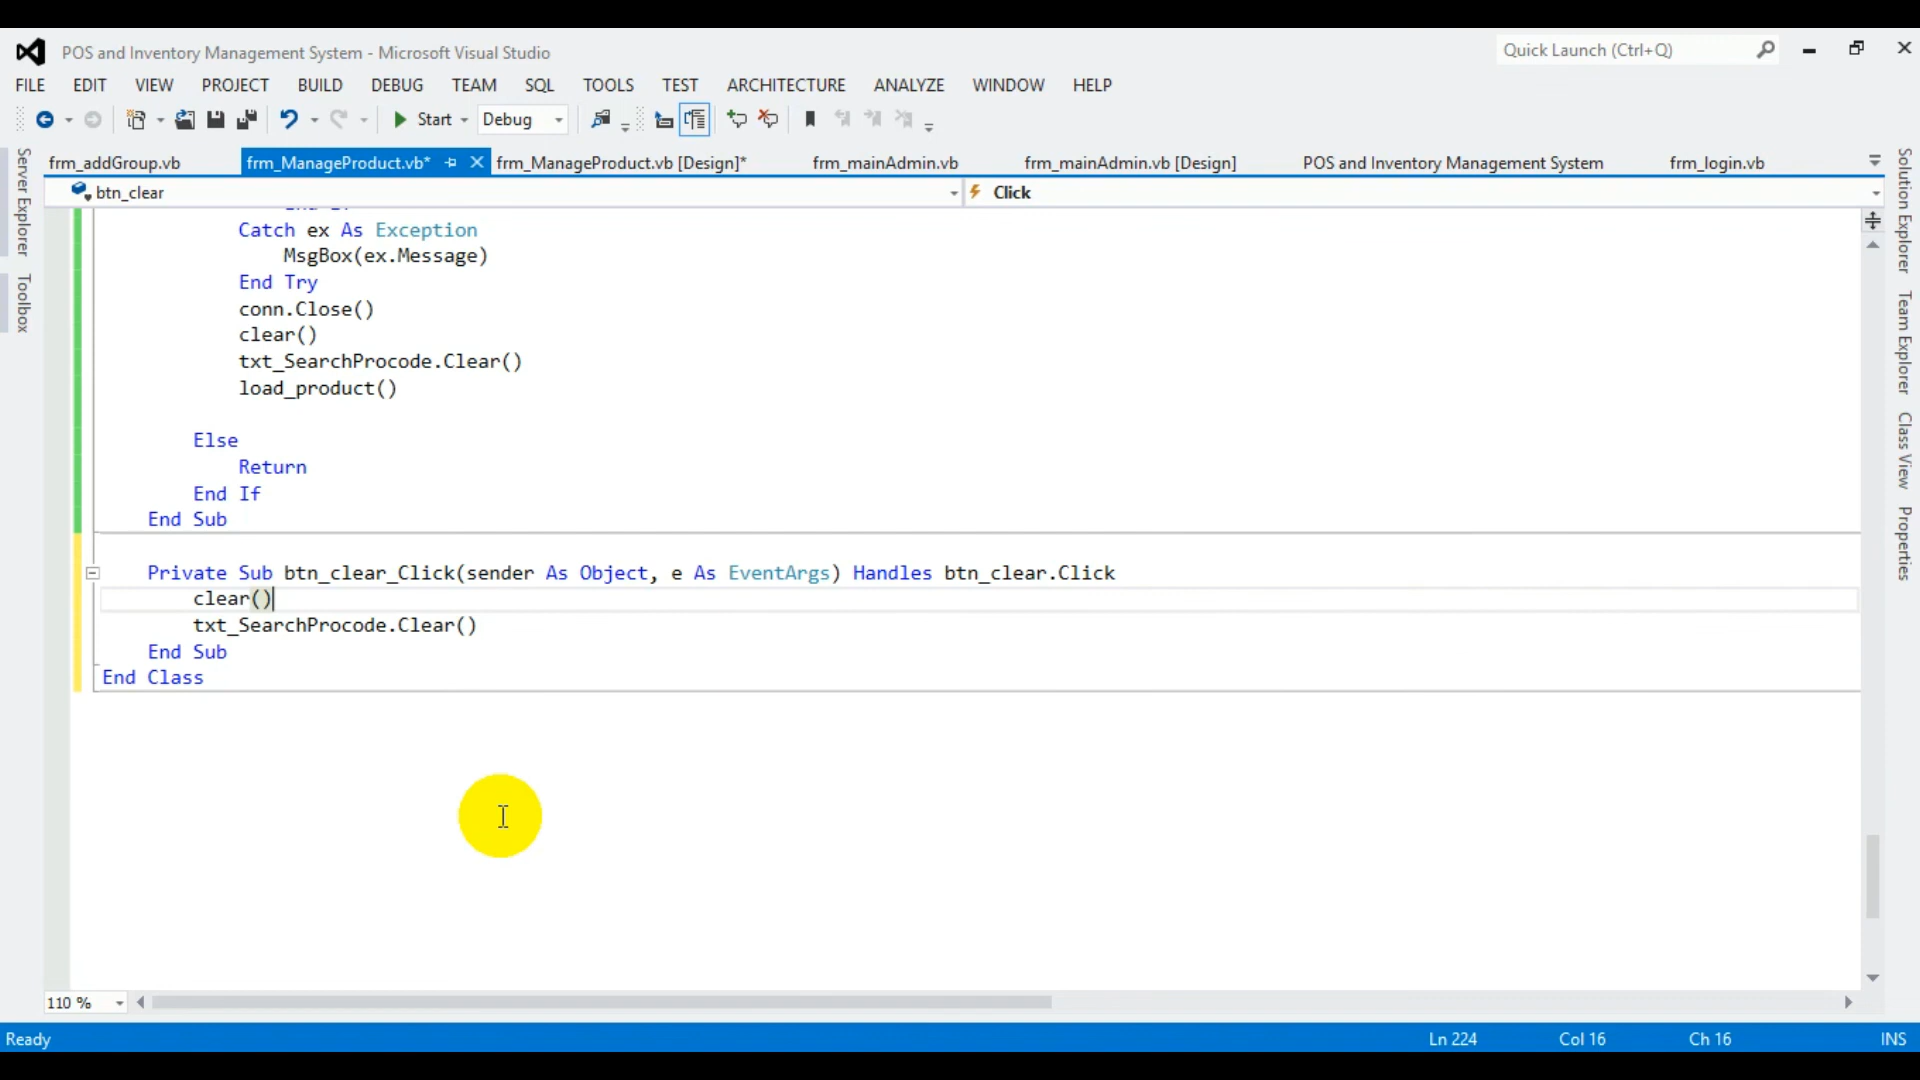 POS and Inventory Management System - Microsoft Visual Studio
Quick Launch (Ctrl+Q)
FILE EDIT VIEW PROJECT BUILD DEBUG TEAM SQL TOOLS TEST ARCHITECTURE ANALYZE WINDOW HELP
Start Debug
frm_addGroup.vb frm_ManageProduct.vb* frm_ManageProduct.vb [Design]* frm_mainAdmin.vb frm_mainAdmin.vb [Design] POS and Inventory Management System frm_login.vb
btn_clear Click
Server Explorer
Toolbox
Catch ex As Exception
MsgBox(ex.Message)
End Try
conn.Close()
clear()
txt_SearchProcode.Clear()
load_product()
Else
Return
End If
End Sub
Private Sub btn_clear_Click(sender As Object, e As EventArgs) Handles btn_clear.Click
clear()
txt_SearchProcode.Clear()
End Sub
End Class
Solution Explorer
Team Explorer
Class View
Properties
110 %
Ready Ln 224 Col 16 Ch 16 INS